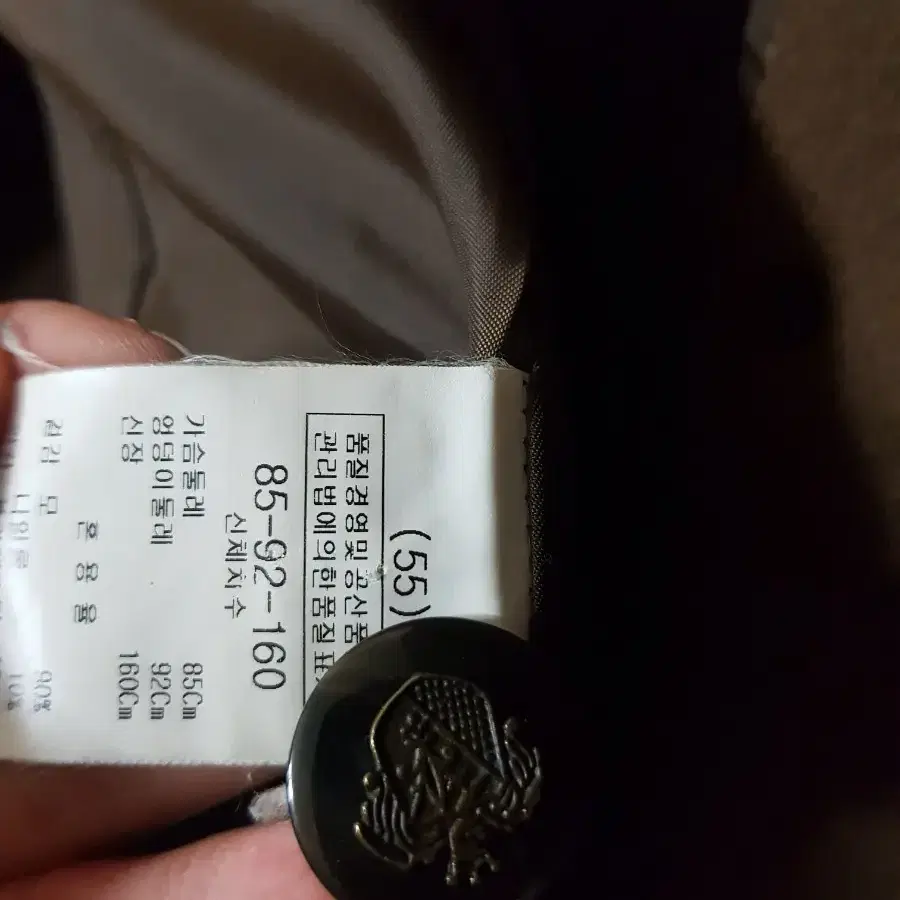 (55)
품질경영및공산품
관리법에의한품질표
85-92-160
신체치수
가슴둘레 85Cm
엉덩이둘레 92Cm
신장 160Cm
혼용율
겉감 모 90%
나일론 10%